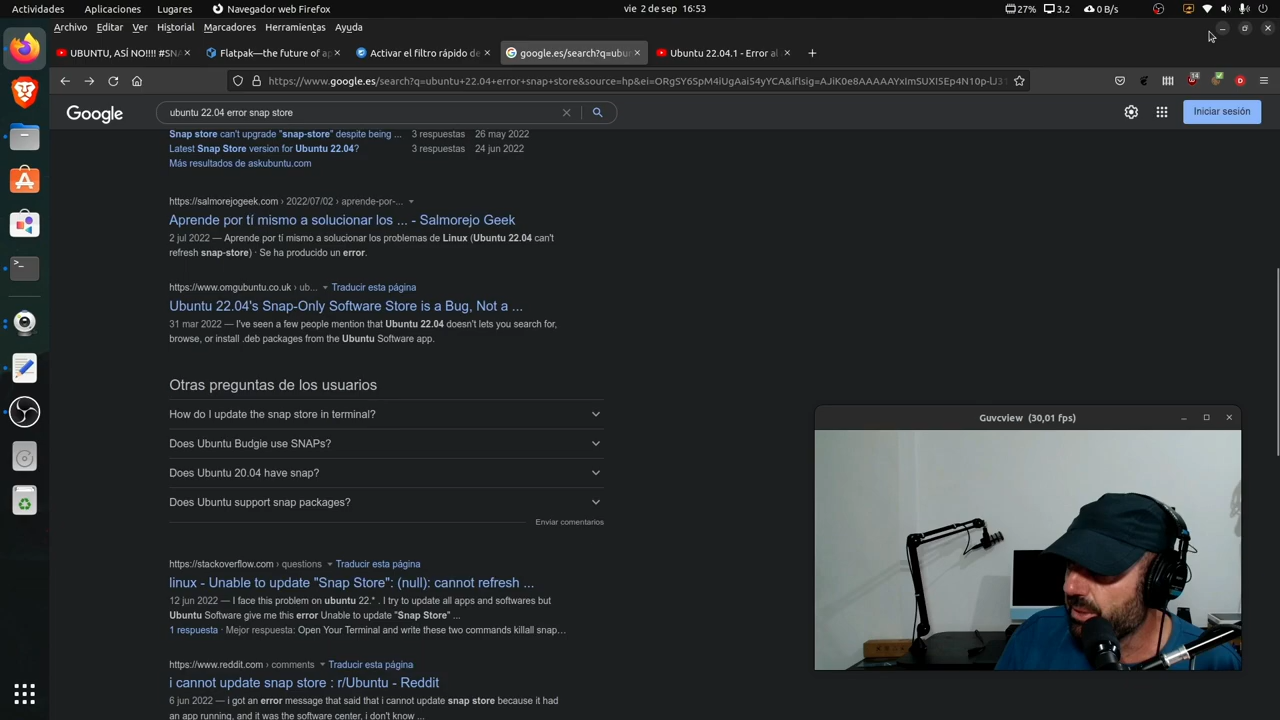 Actividades Aplicaciones Lugares Navegador web Firefox vie 2 de sep 16:53 27% 3.2 0 B/s
Archivo Editar Ver Historial Marcadores Herramientas Ayuda
UBUNTU, ASÍ NO!!!! #SNA Flatpak—the future of ap Activar el filtro rápido de google.es/search?q=ubun Ubuntu 22.04.1 - Error al
https://www.google.es/search?q=ubuntu+22.04+error+snap+store&source=hp&ei=
Google ubuntu 22.04 error snap store Iniciar sesión
Snap store can't upgrade "snap-store" despite being ... 3 respuestas 26 may 2022
Latest Snap Store version for Ubuntu 22.04? 3 respuestas 24 jun 2022
Más resultados de askubuntu.com
https://salmorejogeek.com › 2022/07/02 › aprende-por-...
Aprende por tí mismo a solucionar los ... - Salmorejo Geek
2 jul 2022 — Aprende por tí mismo a solucionar los problemas de Linux (Ubuntu 22.04 can't
refresh snap-store) · Se ha producido un error.
https://www.omgubuntu.co.uk › ub... Traducir esta página
Ubuntu 22.04's Snap-Only Software Store is a Bug, Not a ...
31 mar 2022 — I've seen a few people mention that Ubuntu 22.04 doesn't lets you search for,
browse, or install .deb packages from the Ubuntu Software app.
Otras preguntas de los usuarios
How do I update the snap store in terminal?
Does Ubuntu Budgie use SNAPs?
Does Ubuntu 20.04 have snap?
Does Ubuntu support snap packages?
Enviar comentarios
https://stackoverflow.com › questions Traducir esta página
linux - Unable to update "Snap Store": (null): cannot refresh ...
12 jun 2022 — I face this problem on ubuntu 22.* . I try to update all apps and softwares but
Ubuntu Software give me this error Unable to update "Snap Store" ...
1 respuesta · Mejor respuesta: Open Your Terminal and write these two commands killall snap…
https://www.reddit.com › comments Traducir esta página
i cannot update snap store : r/Ubuntu - Reddit
6 jun 2022 — i got an error message that said that i cannot update snap store because it had
an app running, and it was the software center, i don't know ...
Guvcview (30,01 fps)